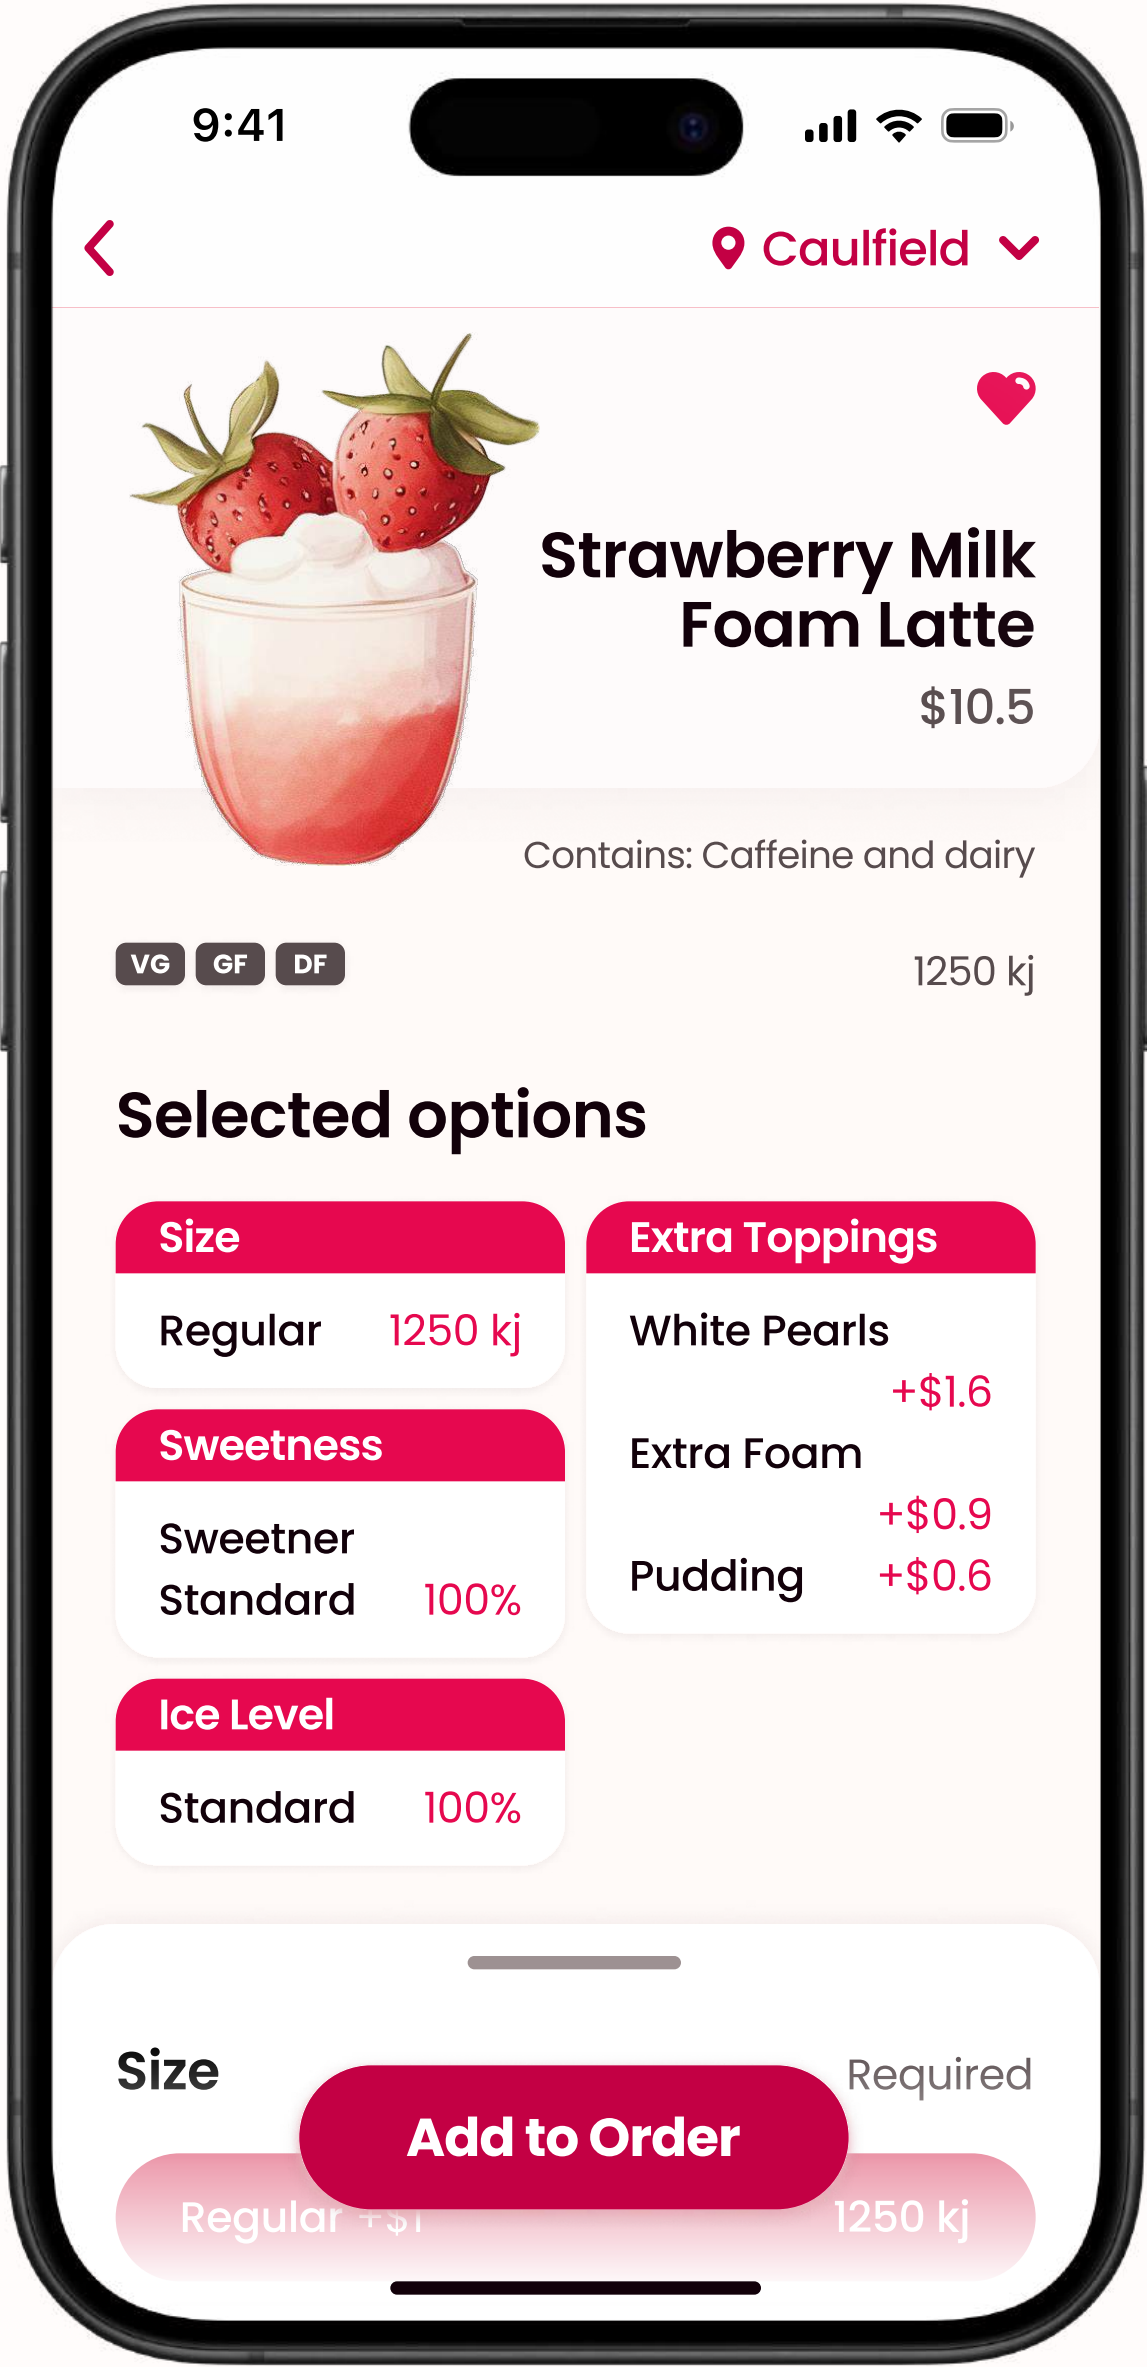 9:41
Caulfield
Strawberry Milk
Foam Latte
$10.5
Contains: Caffeine and dairy
VG GF DF
1250 kj
Selected options
Size
Regular 1250 kj
Sweetness
Sweetner
Standard 100%
Ice Level
Standard 100%
Extra Toppings
White Pearls
+$1.6
Extra Foam
+$0.9
Pudding +$0.6
Size
Required
Add to Order
Regular +$1
1250 kj